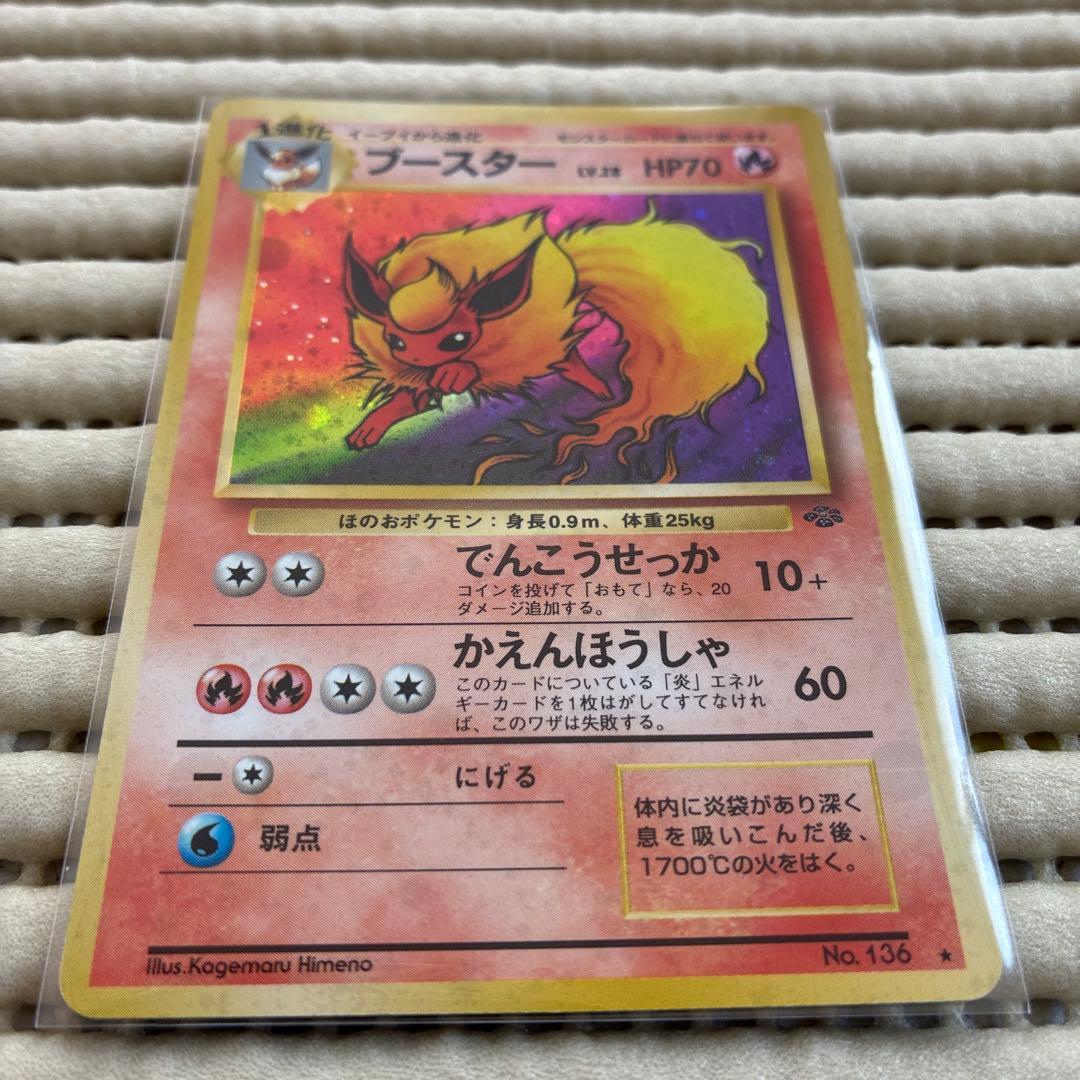 1進化 イーブイから進化
ブースター LV.28 HP70
ほのおポケモン：身長0.9m、体重25kg
でんこうせっか 10+
コインを投げて「おもて」なら、20
ダメージ追加する。
かえんほうしゃ 60
このカードについている「炎」エネル
ギーカードを1枚はがしてすてなけれ
ば、このワザは失敗する。
にげる
弱点
体内に炎袋があり深く
息を吸いこんだ後、
1700℃の火をはく。
Illus.Kagemaru Himeno
No. 136 ★